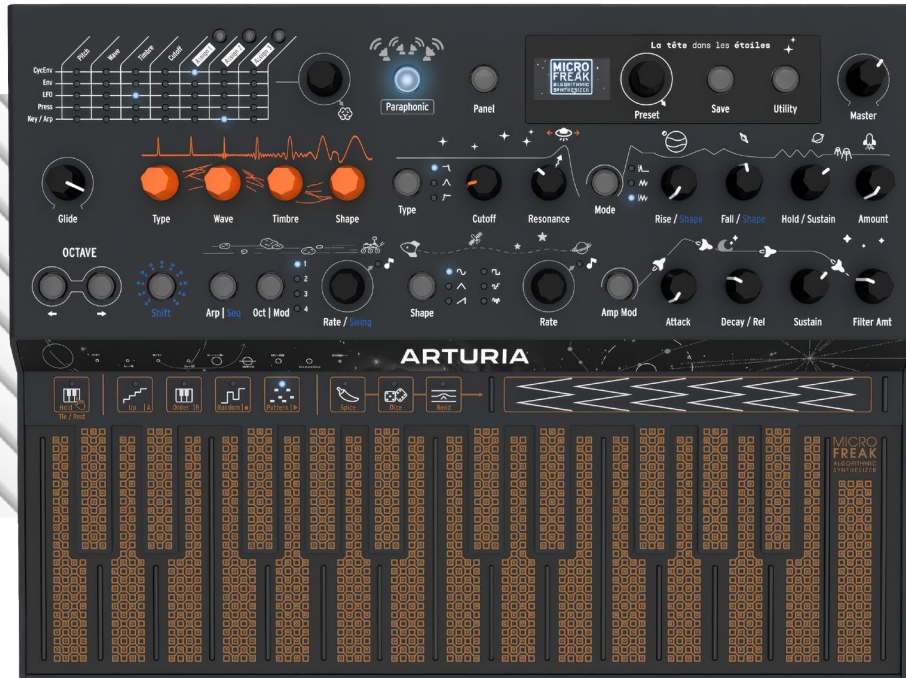 Pitch
Wave
Timbre
Cutoff
Assign 1
Assign 2
Assign 3
CycEnv
Env
LFO
Press
Key / Arp
Paraphonic
Panel
La tête dans les étoiles
MICRO
FREAK
ALGORITHMIC
SYNTHESIZER
Preset
Save
Utility
Master
Glide
Type
Wave
Timbre
Shape
Type
Cutoff
Resonance
Mode
Rise / Shape
Fall / Shape
Hold / Sustain
Amount
OCTAVE
Shift
Arp | Seq
Oct | Mod
1
2
3
4
Rate / Swing
Shape
Rate
Amp Mod
Attack
Decay / Rel
Sustain
Filter Amt
ARTURIA
Hold
Tie / Rest
Up | A
Order | B
Random
Pattern
Spice
Dice
Bend
MICRO
FREAK
ALGORITHMIC
SYNTHESIZER